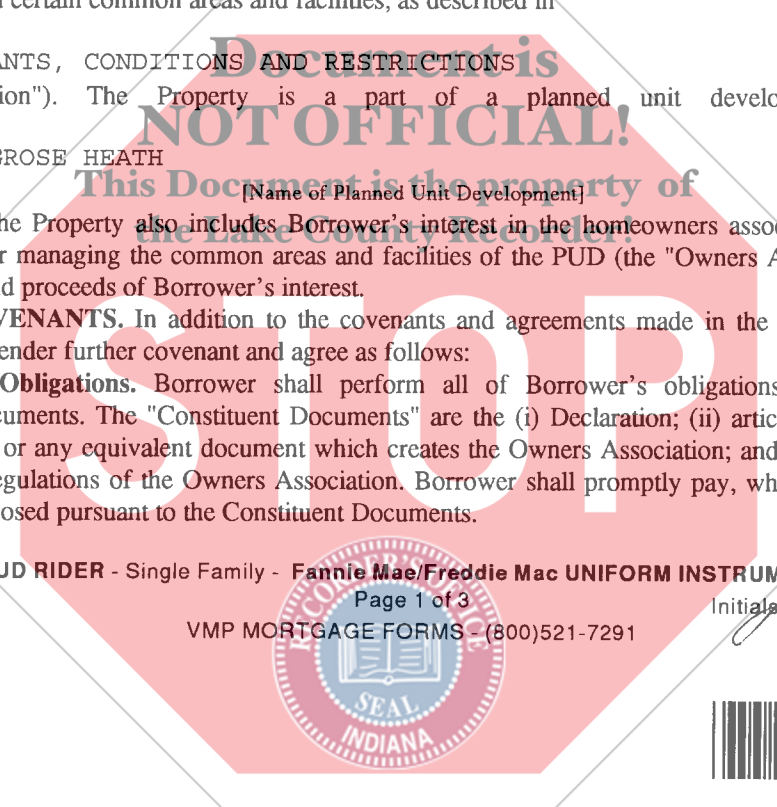 certain common areas and facilities, as described in
ANTS, CONDITIONS AND RESTRICTIONS
Document is
ion"). The Property is a part of a planned unit develo
NOT OFFICIAL!
GROSE HEATH
This Document is the property of
[Name of Planned Unit Development]
he Property also includes Borrower's interest in the homeowners assoc
the Lake County Recorder!
r managing the common areas and facilities of the PUD (the "Owners A
d proceeds of Borrower's interest.
VENANTS. In addition to the covenants and agreements made in the
ender further covenant and agree as follows:
Obligations. Borrower shall perform all of Borrower's obligations
cuments. The "Constituent Documents" are the (i) Declaration; (ii) artic
or any equivalent document which creates the Owners Association; and
egulations of the Owners Association. Borrower shall promptly pay, wh
osed pursuant to the Constituent Documents.
STOP
UD RIDER - Single Family - Fannie Mae/Freddie Mac UNIFORM INSTRUM
Page 1 of 3
Initials
VMP MORTGAGE FORMS - (800)521-7291
RECORDER'S OFFICE
SEAL
INDIANA